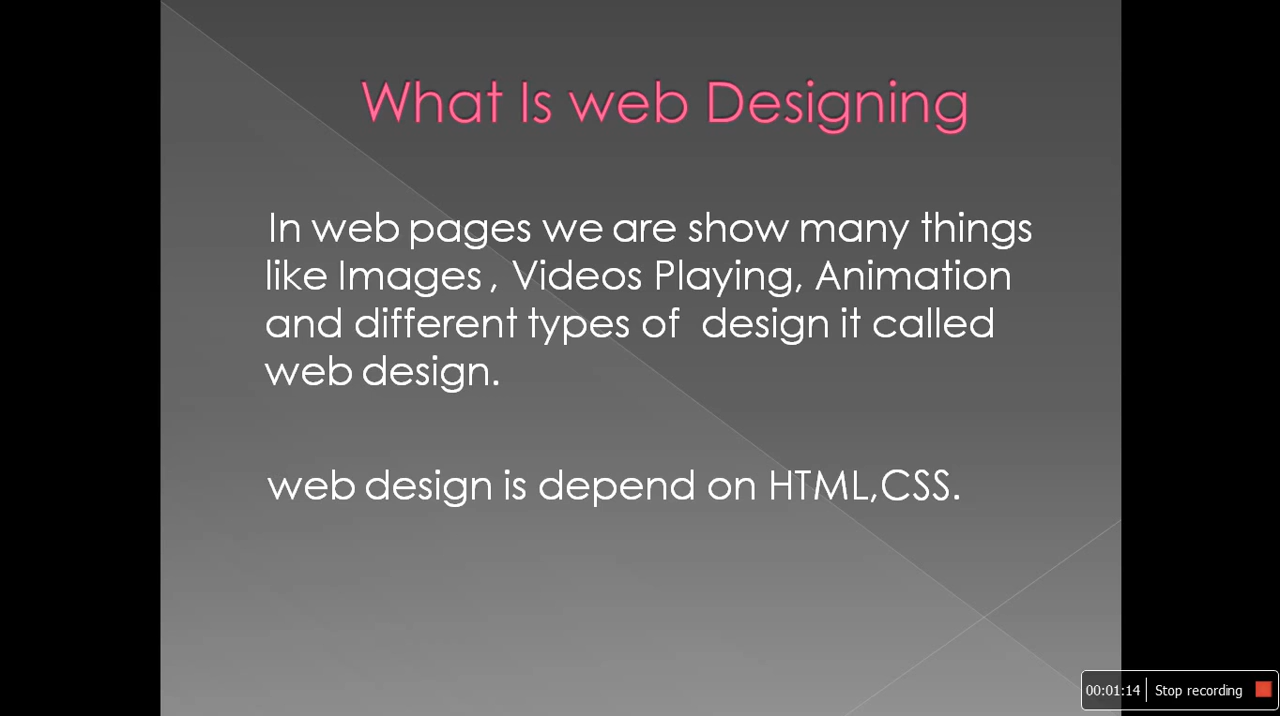 What Is web Designing
In web pages we are show many things
like Images , Videos Playing, Animation
and different types of  design it called
web design.
web design is depend on HTML,CSS.
00:01:14 Stop recording